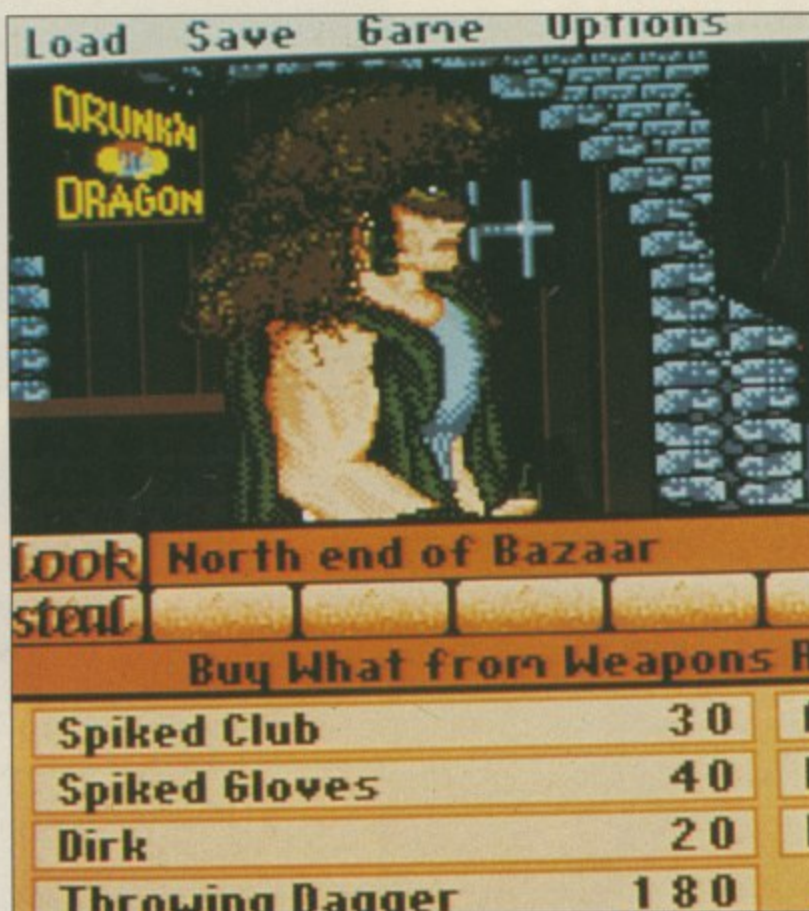 Load Save Game Options
DRUNK'N
DRAGON
Look North end of Bazaar
steal
Buy What from Weapons
Spiked Club 30
Spiked Gloves 40
Dirk 20
Throwing Dagger 180